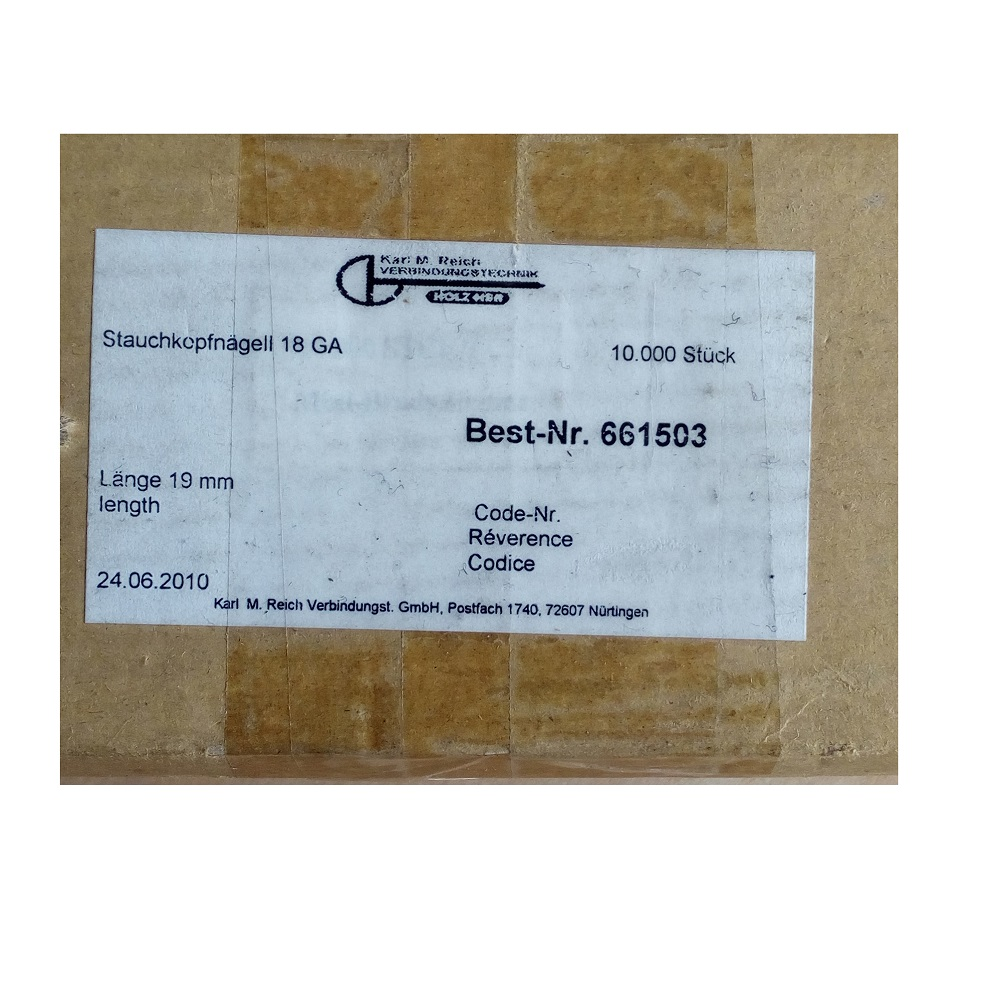 Karl M. Reich
VERBINDUNGSTECHNIK
HOLZ-HER
Stauchkopfnägell 18 GA
10.000 Stück
Best-Nr. 661503
Länge 19 mm
length
Code-Nr.
Réverence
Codice
24.06.2010
Karl M. Reich Verbindungst. GmbH, Postfach 1740, 72607 Nürtingen